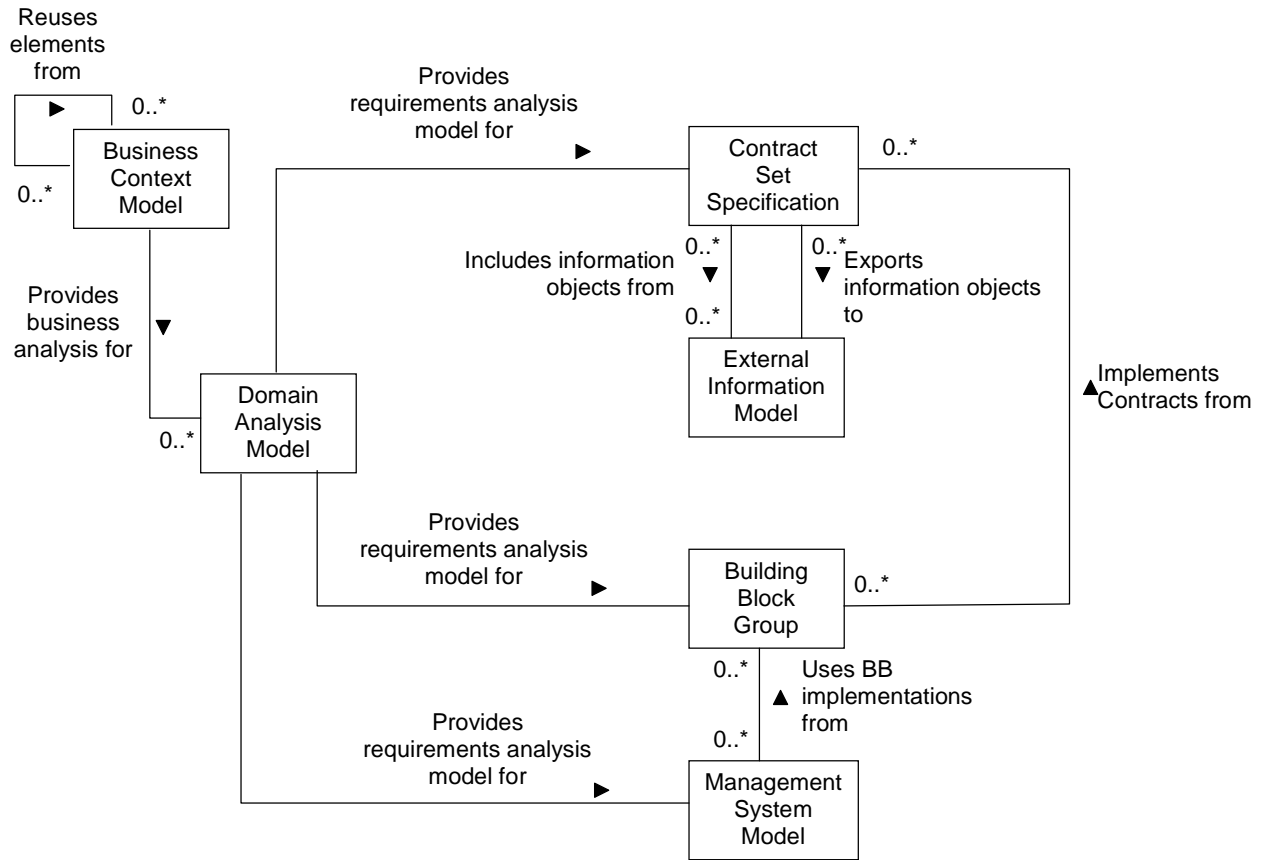 Reuses
elements
from
0..*
Business
Context
Model
0..*
Provides
requirements analysis
model for
Contract
Set
Specification
0..*
Includes information
objects from
0..*
0..*
0..*
Exports
information objects
to
External
Information
Model
Provides
business
analysis for
Domain
Analysis
Model
0..*
Implements
Contracts from
Provides
requirements analysis
model for
Building
Block
Group
0..*
0..*
Uses BB
implementations
from
0..*
Provides
requirements analysis
model for
Management
System
Model